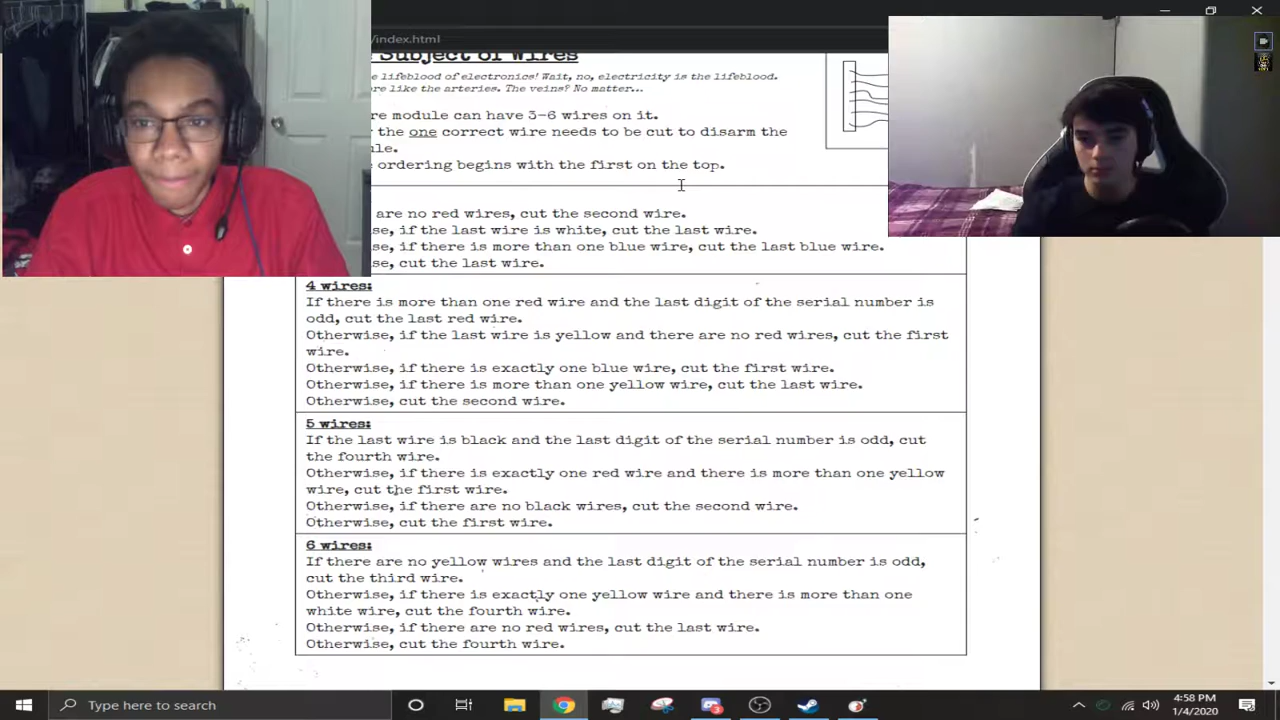 /index.html
Subject of Wires
lifeblood of electronics! Wait, no, electricity is the lifeblood.
like the arteries. The veins? No matter...
module can have 3-6 wires on it.
the one correct wire needs to be cut to disarm the
ordering begins with the first on the top.
are no red wires, cut the second wire.
if the last wire is white, cut the last wire.
if there is more than one blue wire, cut the last blue wire.
cut the last wire.
4 wires:
If there is more than one red wire and the last digit of the serial number is
odd, cut the last red wire.
Otherwise, if the last wire is yellow and there are no red wires, cut the first
wire.
Otherwise, if there is exactly one blue wire, cut the first wire.
Otherwise, if there is more than one yellow wire, cut the last wire.
Otherwise, cut the second wire.
5 wires:
If the last wire is black and the last digit of the serial number is odd, cut
the fourth wire.
Otherwise, if there is exactly one red wire and there is more than one yellow
wire, cut the first wire.
Otherwise, if there are no black wires, cut the second wire.
Otherwise, cut the first wire.
6 wires:
If there are no yellow wires and the last digit of the serial number is odd,
cut the third wire.
Otherwise, if there is exactly one yellow wire and there is more than one
white wire, cut the fourth wire.
Otherwise, if there are no red wires, cut the last wire.
Otherwise, cut the fourth wire.
Type here to search
4:58 PM
1/4/2020